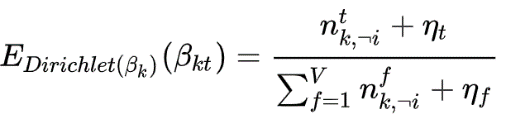 $E_{Dirichlet(\beta_k)}(\beta_{kt}) = \frac{n_{k,\neg i}^{t} + \eta_t}{\sum_{f=1}^{V} n_{k,\neg i}^{f} + \eta_f}$